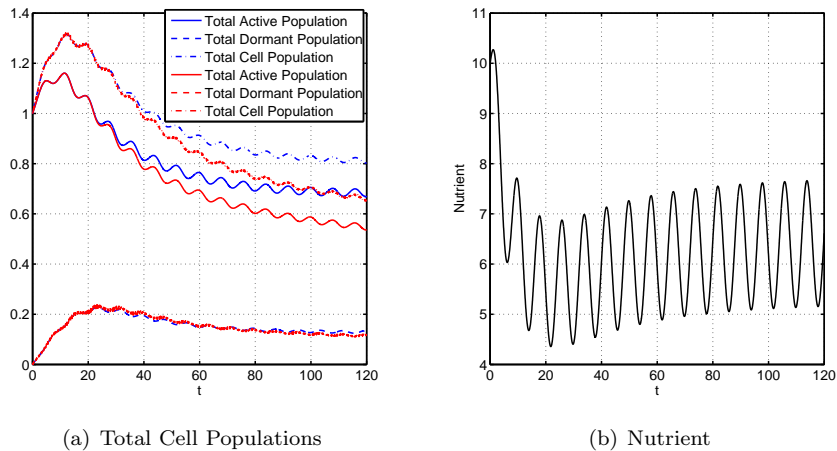 1.4
1.2
1
0.8
0.6
0.4
0.2
0
0 20 40 60 80 100 120
t
Total Active Population
Total Dormant Population
Total Cell Population
Total Active Population
Total Dormant Population
Total Cell Population
(a) Total Cell Populations
11
10
9
8
7
6
5
4
Nutrient
0 20 40 60 80 100 120
t
(b) Nutrient